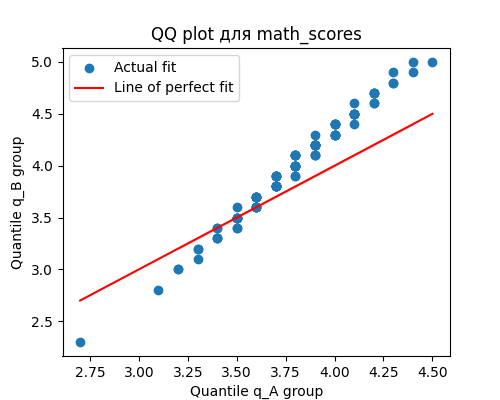 QQ plot для math_scores
Actual fit
Line of perfect fit
Quantile q_B group
5.0
4.5
4.0
3.5
3.0
2.5
2.75
3.00
3.25
3.50
3.75
4.00
4.25
4.50
Quantile q_A group